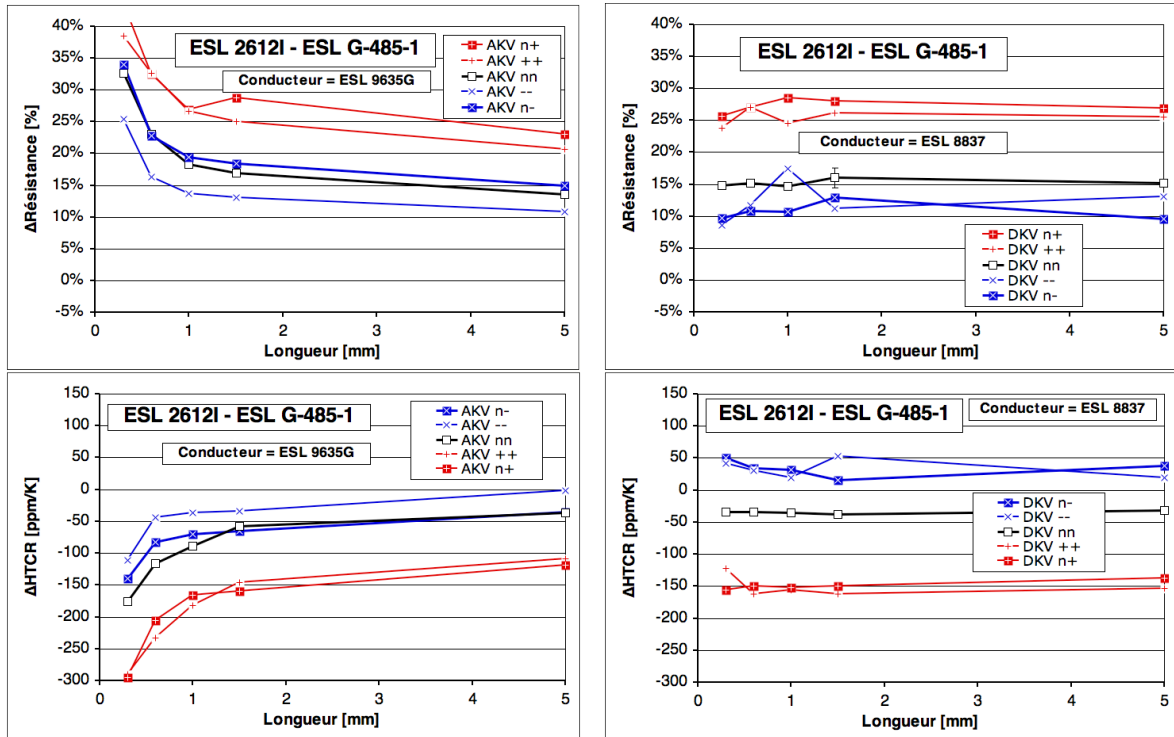 40%
35%
30%
25%
20%
15%
10%
5%
0%
-5%
ΔRésistance [%]
ESL 2612I - ESL G-485-1
Conducteur = ESL 9635G
AKV n+
AKV ++
AKV nn
AKV --
AKV n-
0 1 2 3 4 5
Longueur [mm]
40%
35%
30%
25%
20%
15%
10%
5%
0%
-5%
ΔRésistance [%]
ESL 2612I - ESL G-485-1
Conducteur = ESL 8837
DKV n+
DKV ++
DKV nn
DKV --
DKV n-
0 1 2 3 4 5
Longueur [mm]
150
100
50
0
-50
-100
-150
-200
-250
-300
ΔHTCR [ppm/K]
ESL 2612I - ESL G-485-1
Conducteur = ESL 9635G
AKV n-
AKV --
AKV nn
AKV ++
AKV n+
0 1 2 3 4 5
Longueur [mm]
150
100
50
0
-50
-100
-150
-200
-250
-300
ΔHTCR [ppm/K]
ESL 2612I - ESL G-485-1
Conducteur = ESL 8837
DKV n-
DKV --
DKV nn
DKV ++
DKV n+
0 1 2 3 4 5
Longueur [mm]